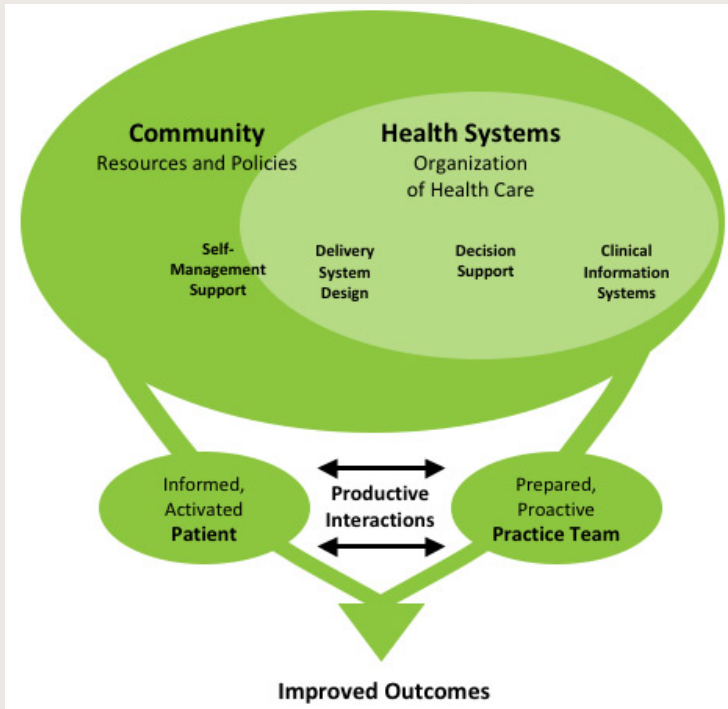 Community
Resources and Policies
Health Systems
Organization
of Health Care
Self-
Management
Support
Delivery
System
Design
Decision
Support
Clinical
Information
Systems
Informed,
Activated
Patient
Productive
Interactions
Prepared,
Proactive
Practice Team
Improved Outcomes